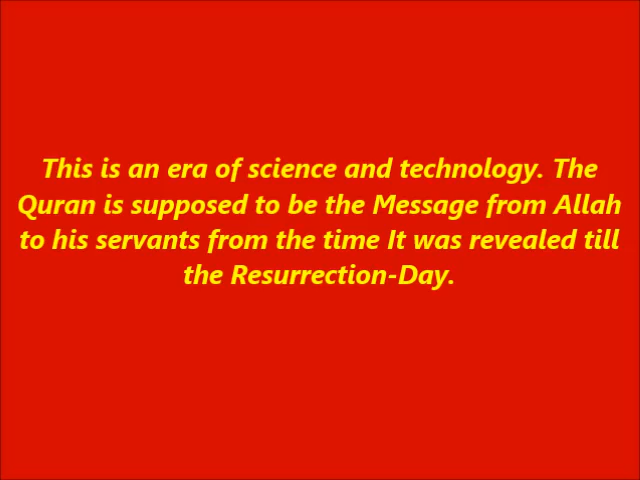 This is an era of science and technology. The
Quran is supposed to be the Message from Allah
to his servants from the time It was revealed till
the Resurrection-Day.